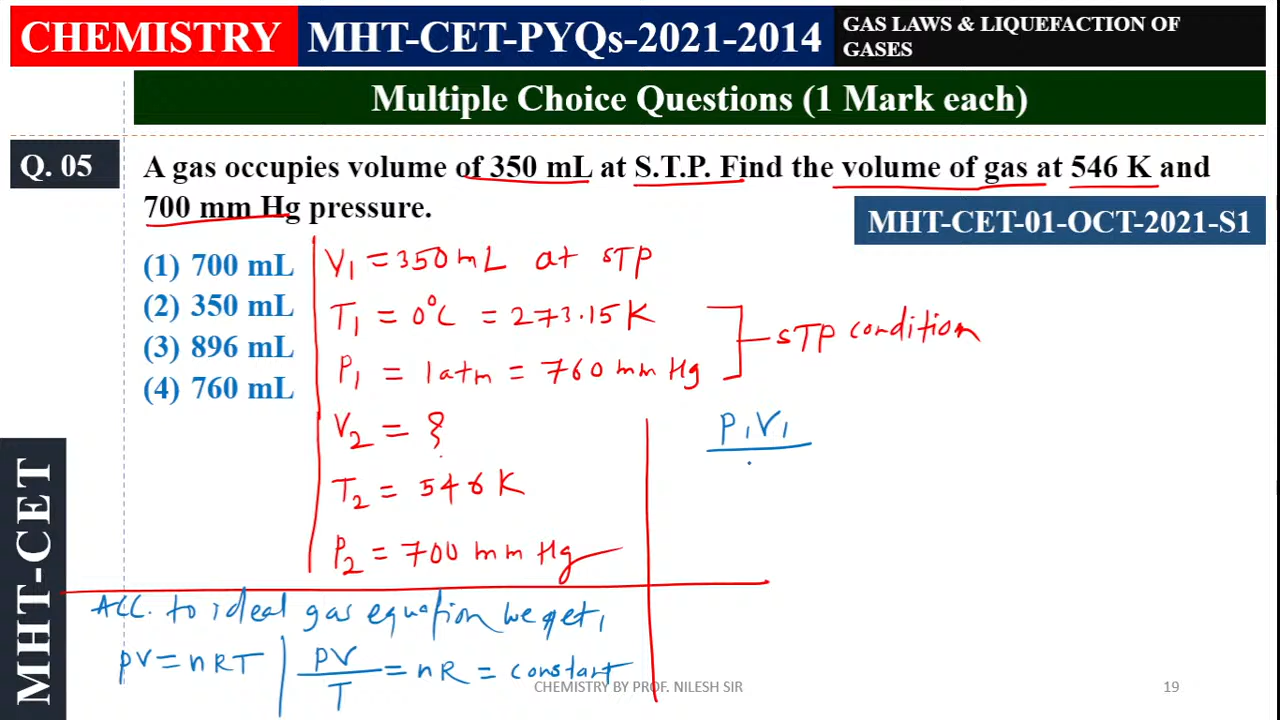 CHEMISTRY MHT-CET-PYQs-2021-2014 GAS LAWS & LIQUEFACTION OF
GASES
Multiple Choice Questions (1 Mark each)
Q. 05 A gas occupies volume of 350 mL at S.T.P. Find the volume of gas at 546 K and
700 mm Hg pressure.
MHT-CET-01-OCT-2021-S1
(1) 700 mL
(2) 350 mL
(3) 896 mL
(4) 760 mL
V₁ = 350 mL at STP
T₁ = 0°C = 273.15 K
P₁ = 1 atm = 760 mm Hg
STP condition
V₂ = ?
T₂ = 546 K
P₂ = 700 mm Hg
P₁V₁
Acc. to ideal gas equation we get,
PV = nRT | PV/T = nR = constant
MHT-CET
CHEMISTRY BY PROF. NILESH SIR
19